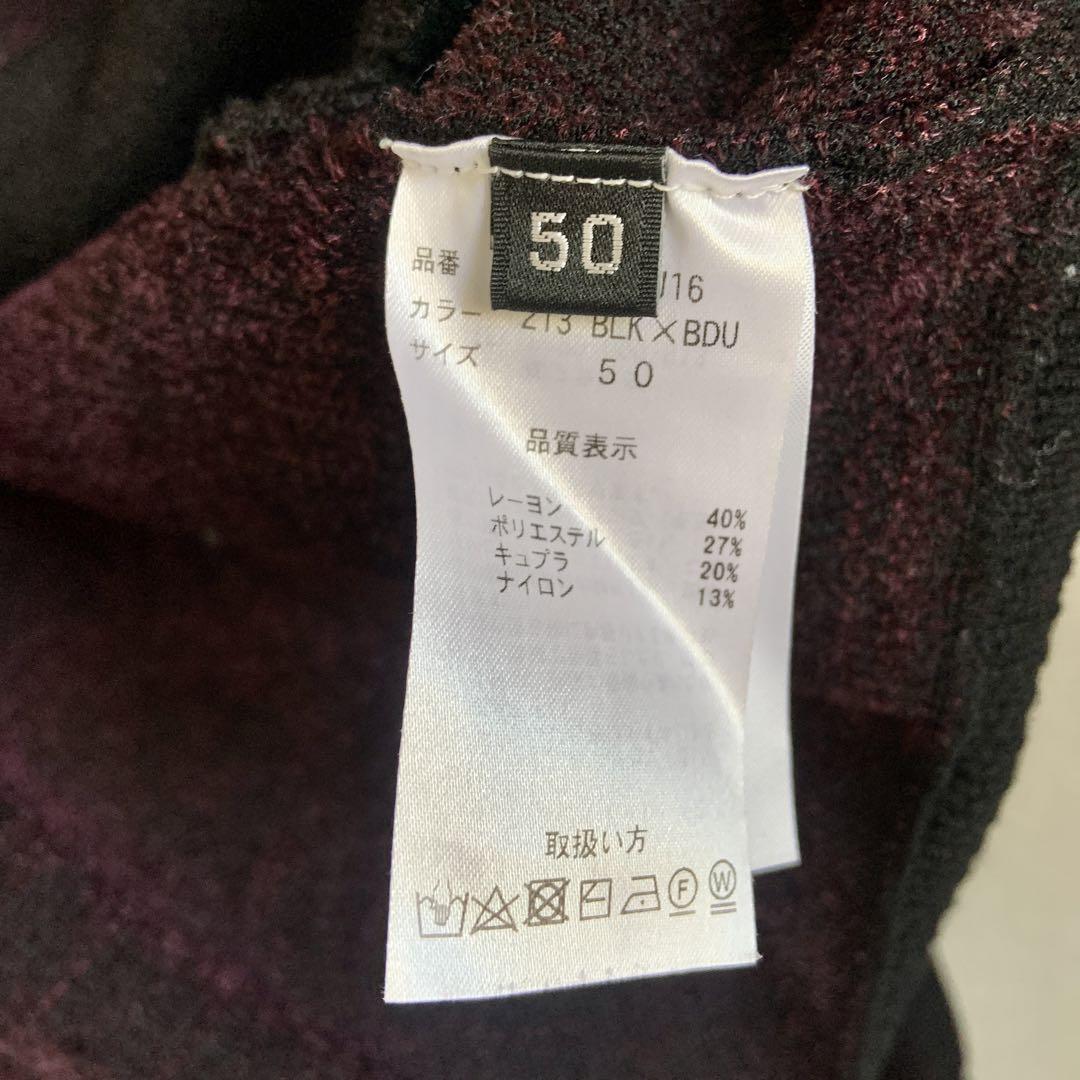 50
品番 J16
カラー 213 BLK×BDU
サイズ 50
品質表示
レーヨン 40%
ポリエステル 27%
キュプラ 20%
ナイロン 13%
取扱い方
F W